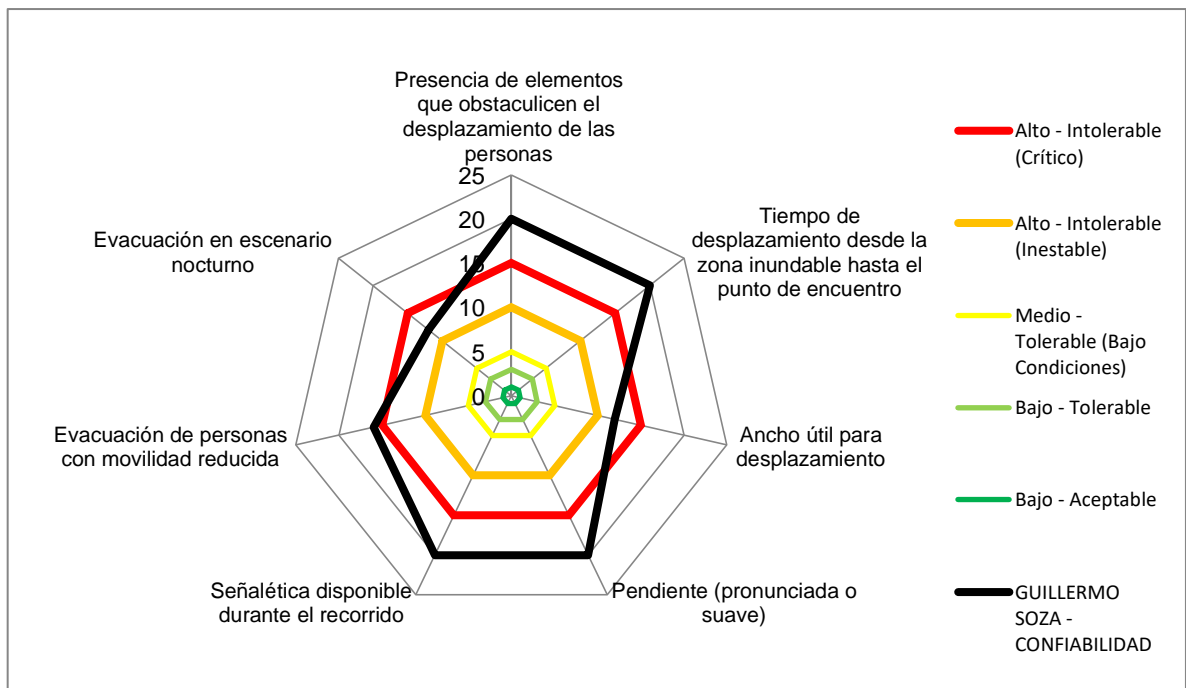 Presencia de elementos
que obstaculicen el
desplazamiento de las
personas
25
20
15
10
5
0
Tiempo de
desplazamiento desde la
zona inundable hasta el
punto de encuentro
Ancho útil para
desplazamiento
Pendiente (pronunciada o
suave)
Señalética disponible
durante el recorrido
Evacuación de personas
con movilidad reducida
Evacuación en escenario
nocturno
Alto - Intolerable
(Crítico)
Alto - Intolerable
(Inestable)
Medio -
Tolerable (Bajo
Condiciones)
Bajo - Tolerable
Bajo - Aceptable
GUILLERMO
SOZA -
CONFIABILIDAD